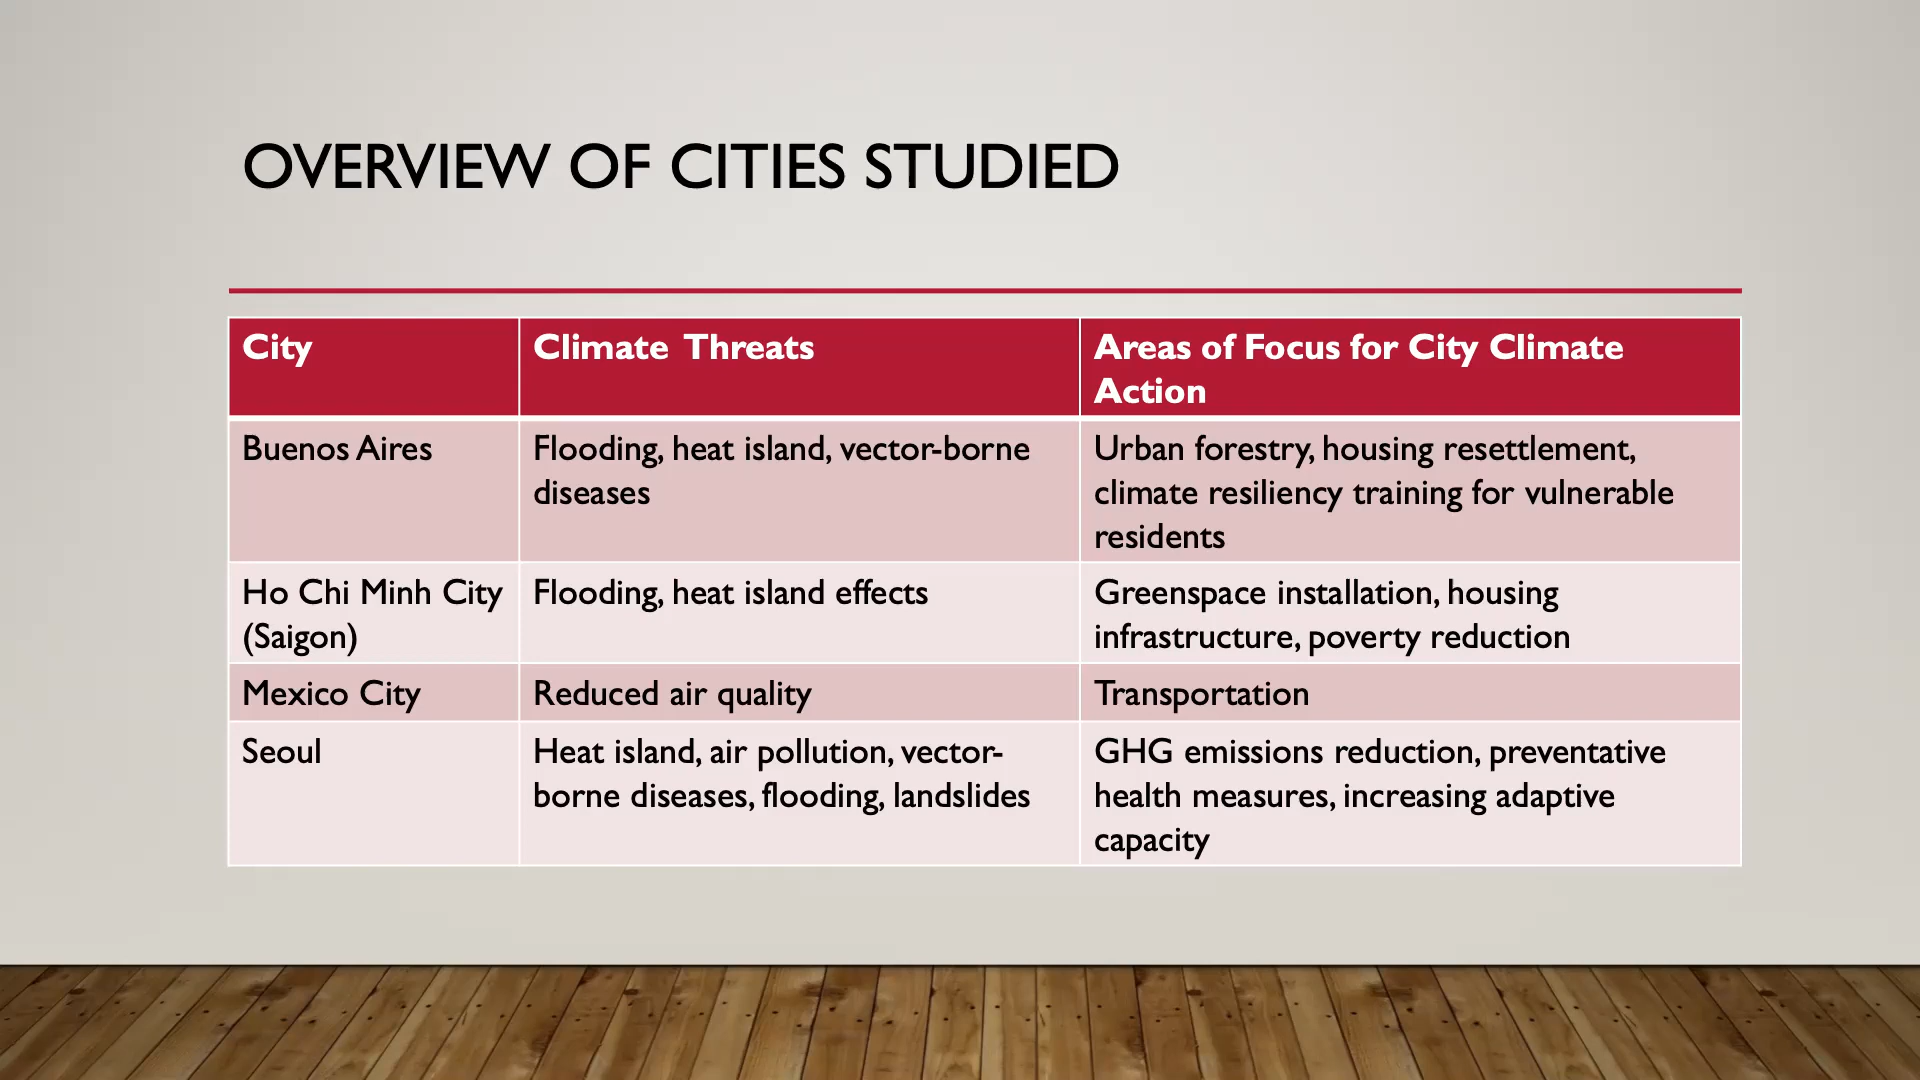 OVERVIEW OF CITIES STUDIED
City
Climate Threats
Areas of Focus for City Climate
Action
Buenos Aires
Flooding, heat island, vector-borne
diseases
Urban forestry, housing resettlement,
climate resiliency training for vulnerable
residents
Ho Chi Minh City
(Saigon)
Flooding, heat island effects
Greenspace installation, housing
infrastructure, poverty reduction
Mexico City
Reduced air quality
Transportation
Seoul
Heat island, air pollution, vector-
borne diseases, flooding, landslides
GHG emissions reduction, preventative
health measures, increasing adaptive
capacity